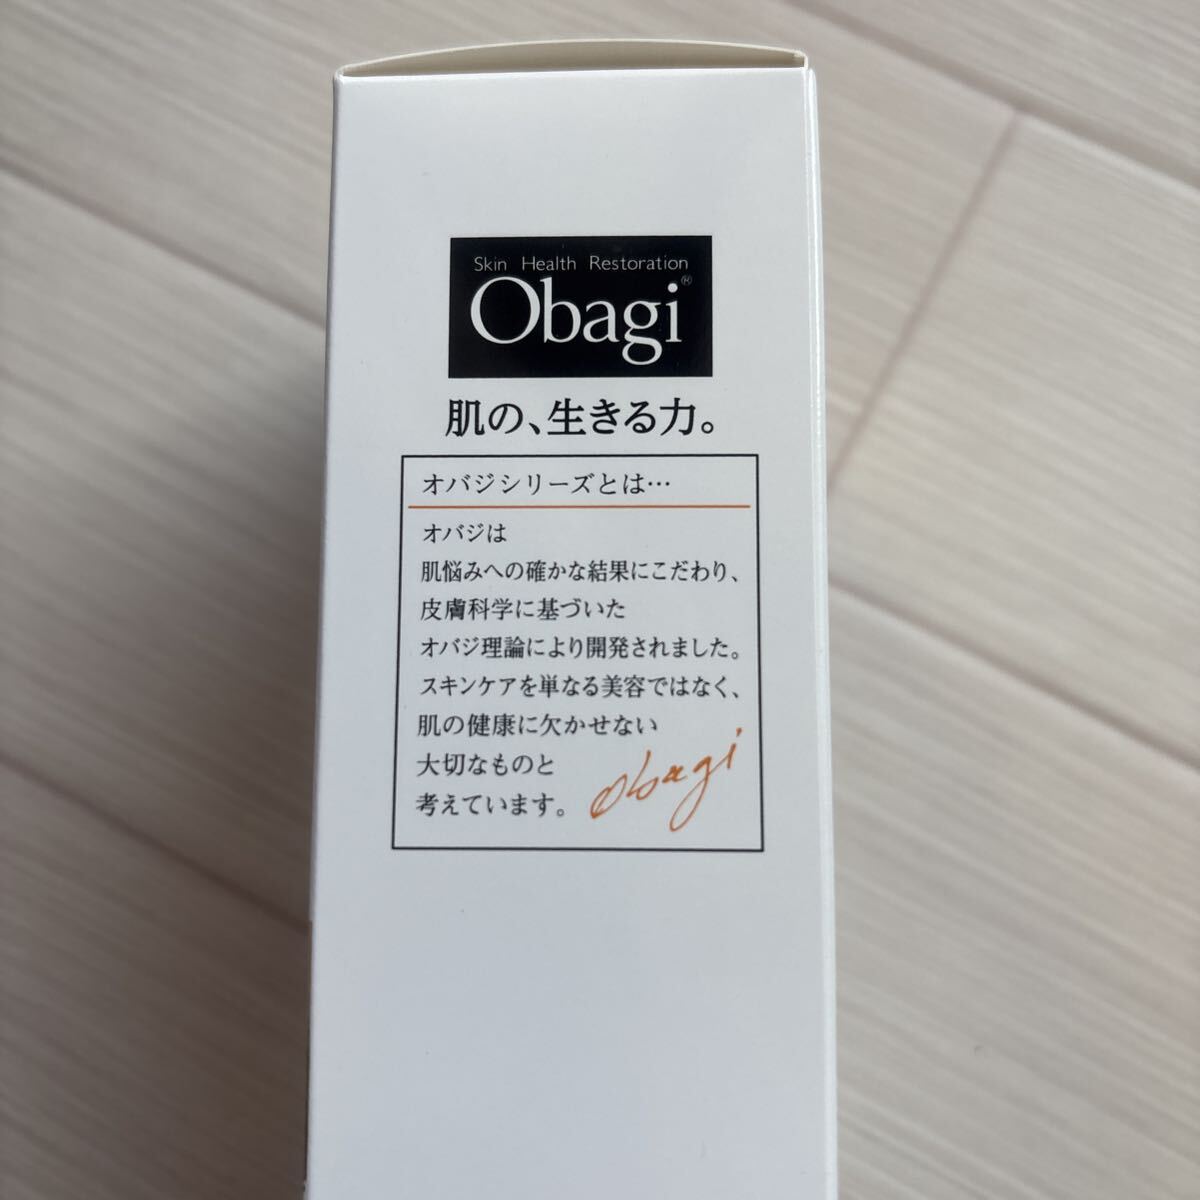 Skin Health Restoration
Obagi®
肌の、生きる力。
オバジシリーズとは…
オバジは
肌悩みへの確かな結果にこだわり、
皮膚科学に基づいた
オバジ理論により開発されました。
スキンケアを単なる美容ではなく、
肌の健康に欠かせない
大切なものと
考えています。
Obagi